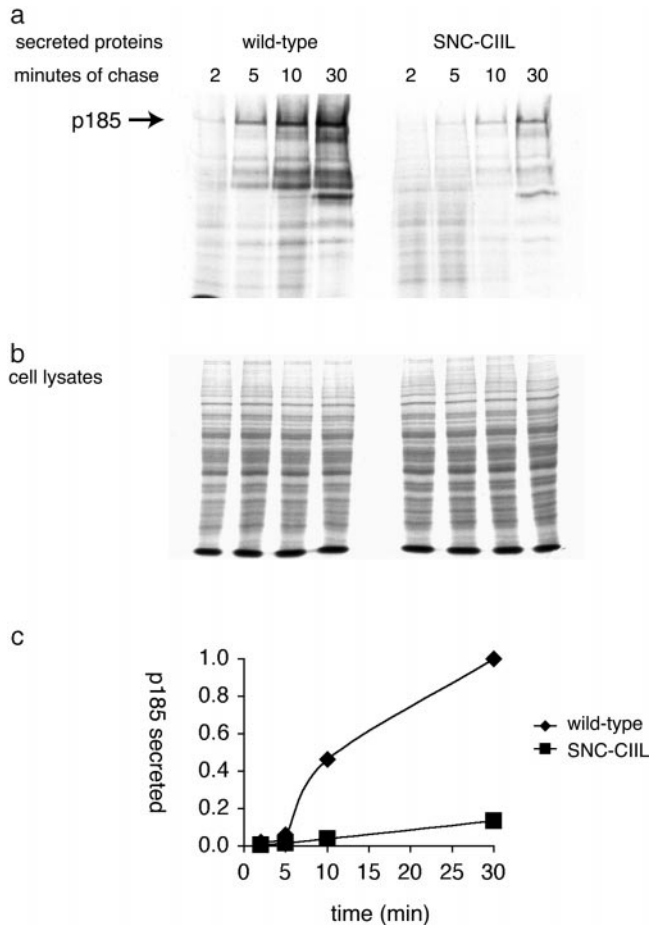 a
secreted proteins wild-type SNC-CIIL
minutes of chase 2 5 10 30 2 5 10 30
p185
b
cell lysates
c
p185 secreted
1.0
0.8
0.6
0.4
0.2
0.0
0 5 10 15 20 25 30
time (min)
wild-type
SNC-CIIL